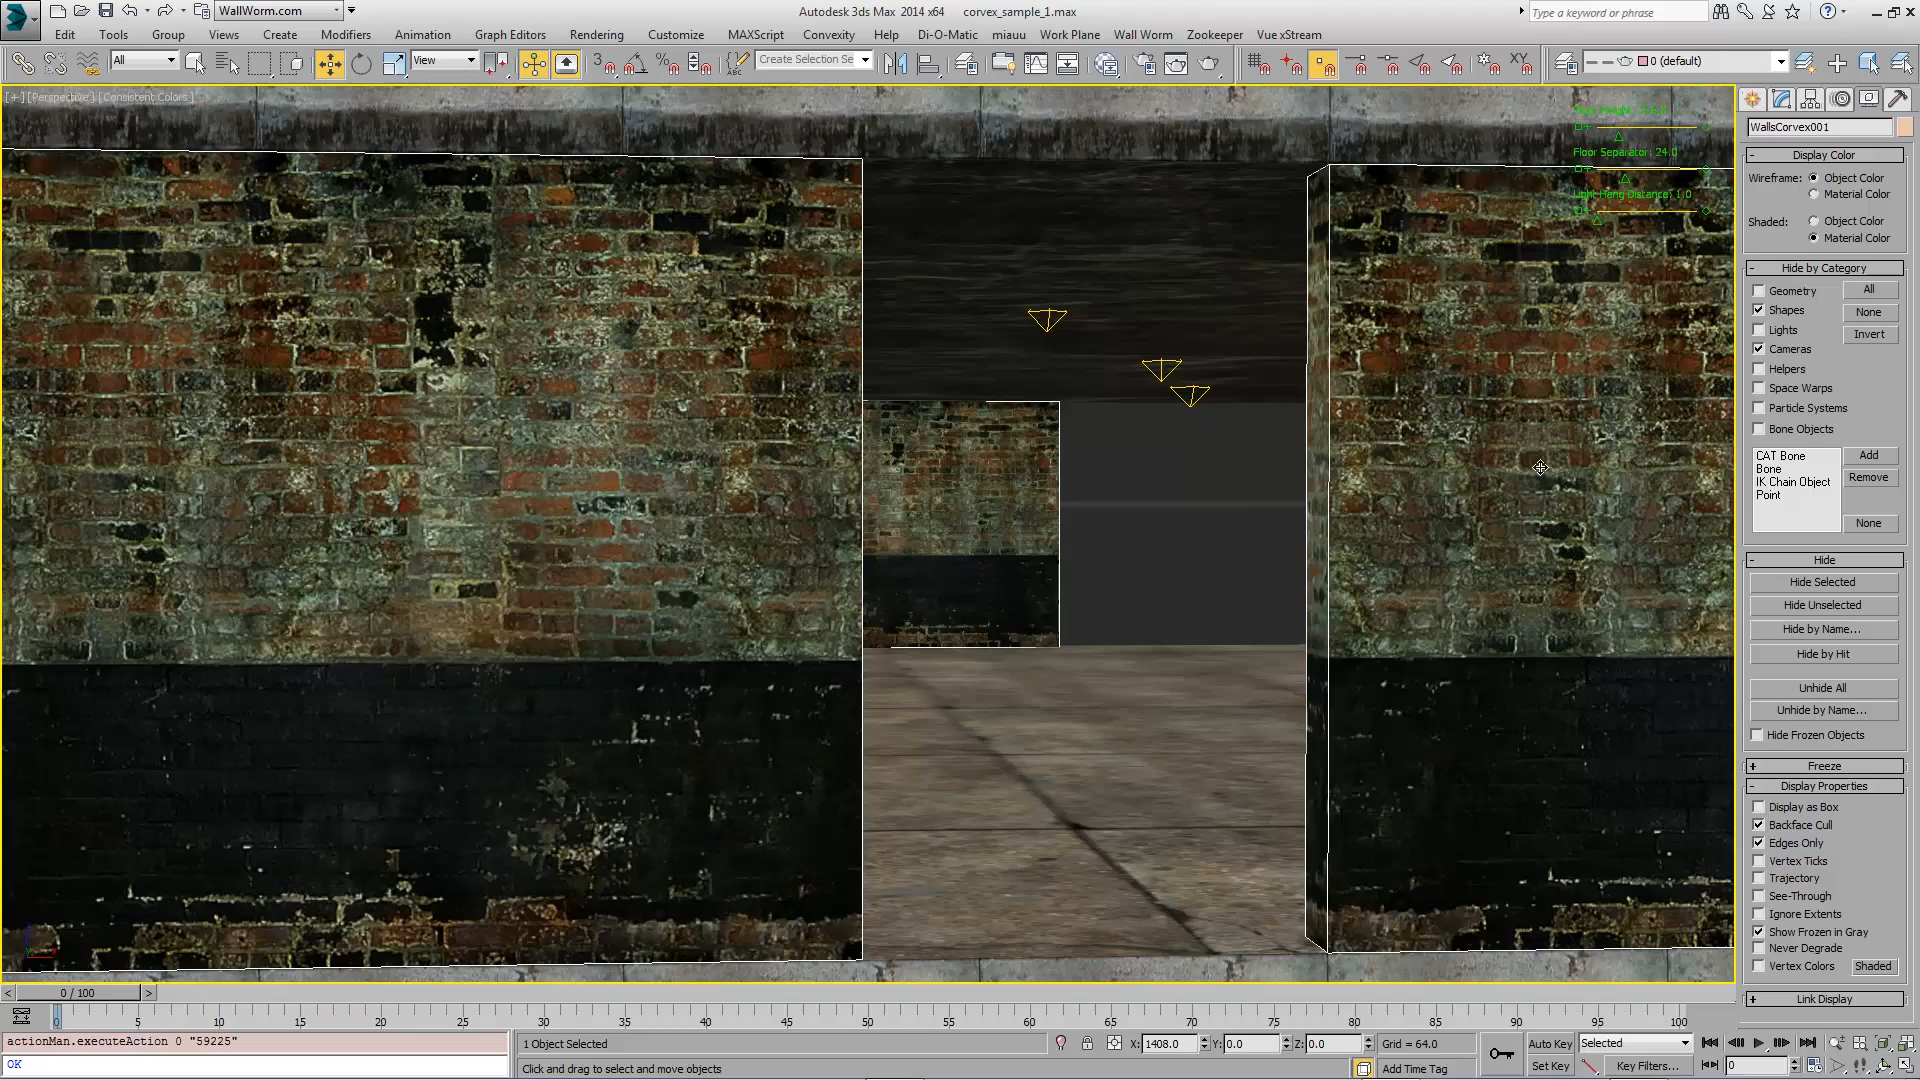 WallWorm.com
Autodesk 3ds Max 2014 x64 corvex_sample_1.max
Type a keyword or phrase
Edit Tools Group Views Create Modifiers Animation Graph Editors Rendering Customize MAXScript Convexity Help Di-O-Matic miauu Work Plane Wall Worm Zookeeper Vue xStream
All
View
3
Create Selection Se
XY
0 (default)
[+] [Perspective] [Consistent Colors]
Floor Separator: 24.0
Light Hang Distance: 1.0
WallsCorvex001
- Display Color
Wireframe: Object Color
Material Color
Shaded: Object Color
Material Color
- Hide by Category
Geometry All
Shapes None
Lights Invert
Cameras
Helpers
Space Warps
Particle Systems
Bone Objects
CAT Bone Add
Bone
IK Chain Object Remove
Point
None
- Hide
Hide Selected
Hide Unselected
Hide by Name...
Hide by Hit
Unhide All
Unhide by Name...
Hide Frozen Objects
+ Freeze
- Display Properties
Display as Box
Backface Cull
Edges Only
Vertex Ticks
Trajectory
See-Through
Ignore Extents
Show Frozen in Gray
Never Degrade
Vertex Colors Shaded
+ Link Display
< 0 / 100 >
0 5 10 15 20 25 30 35 40 45 50 55 60 65 70 75 80 85 90 95 100
actionMan.executeAction 0 "59225"
OK
1 Object Selected
X: 1408.0 Y: 0.0 Z: 0.0 Grid = 64.0
Auto Key Selected
Click and drag to select and move objects
Add Time Tag
Set Key Key Filters... 0